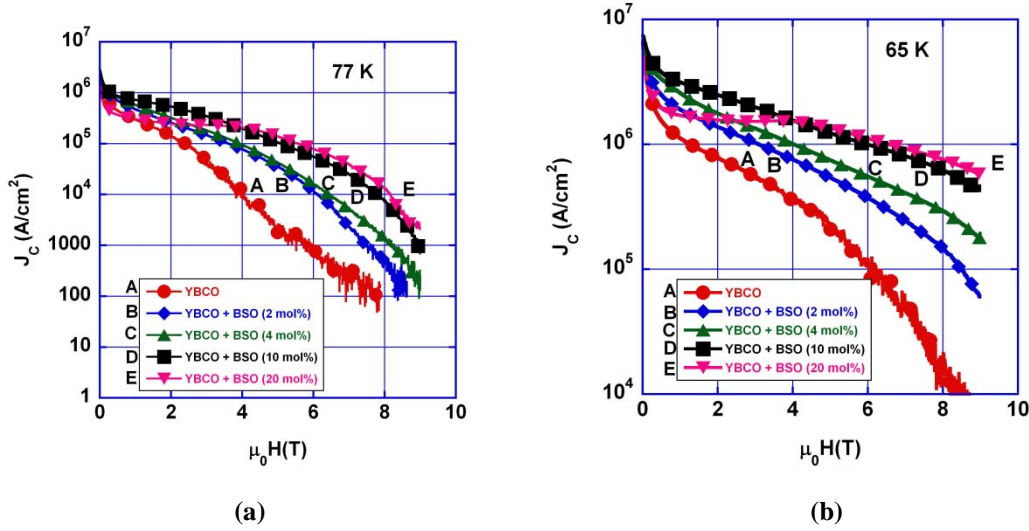 77 K
10^7
10^6
10^5
10^4
1000
100
10
1
J_C (A/cm^2)
A
B
C
D
E
A YBCO
B YBCO + BSO (2 mol%)
C YBCO + BSO (4 mol%)
D YBCO + BSO (10 mol%)
E YBCO + BSO (20 mol%)
0 2 4 6 8 10
μ_0H(T)
(a)
65 K
10^7
10^6
10^5
10^4
J_C (A/cm^2)
A
B
C
D
E
A YBCO
B YBCO + BSO (2 mol%)
C YBCO + BSO (4 mol%)
D YBCO + BSO (10 mol%)
E YBCO + BSO (20 mol%)
0 2 4 6 8 10
μ_0H(T)
(b)